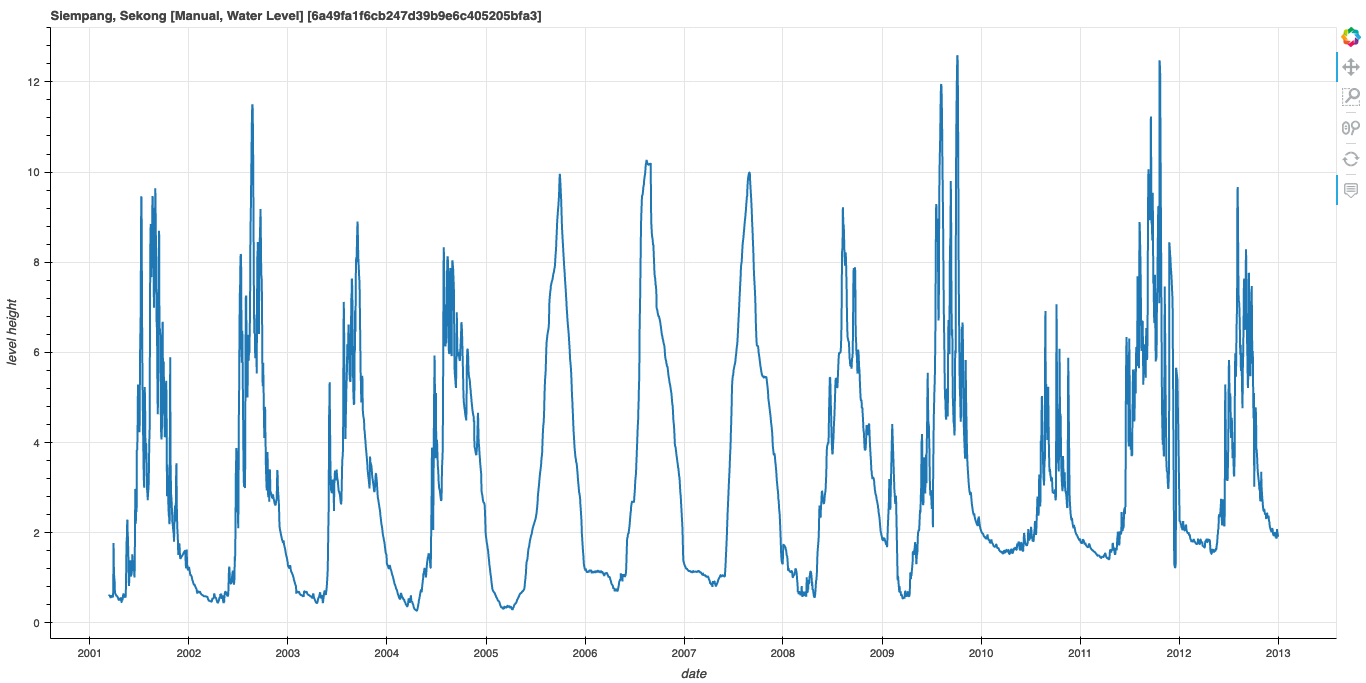 Siempang, Sekong [Manual, Water Level] [6a49fa1f6cb247d39b9e6c405205bfa3]
12
10
8
6
4
2
0
level height
2001 2002 2003 2004 2005 2006 2007 2008 2009 2010 2011 2012 2013
date